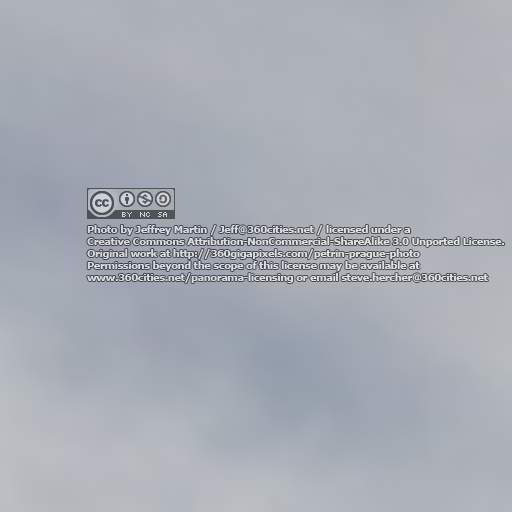 cc
BY NC SA
Photo by Jeffrey Martin / Jeff@360cities.net / licensed under a
Creative Commons Attribution-NonCommercial-ShareAlike 3.0 Unported License.
Original work at http://360gigapixels.com/petrin-prague-photo
Permissions beyond the scope of this license may be available at
www.360cities.net/panorama-licensing or email steve.hercher@360cities.net